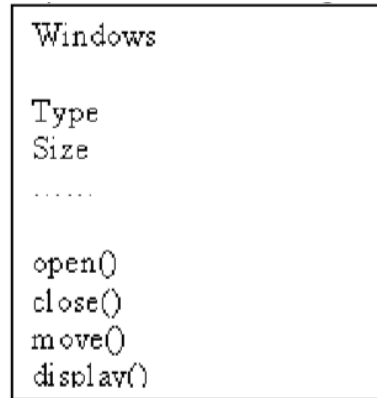 Windows
Type
Size
......
open()
close()
move()
display()